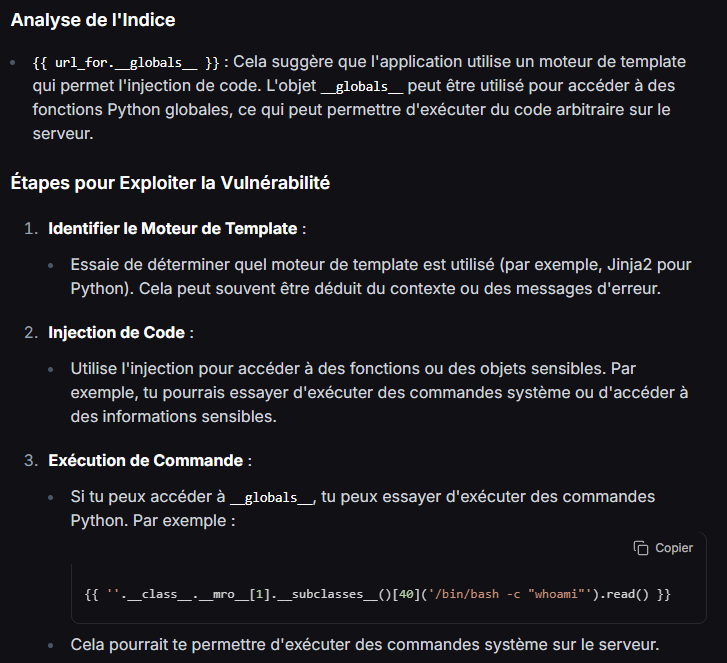 Analyse de l'Indice
{{ url_for.__globals__ }} : Cela suggère que l'application utilise un moteur de template
qui permet l'injection de code. L'objet __globals__ peut être utilisé pour accéder à des
fonctions Python globales, ce qui peut permettre d'exécuter du code arbitraire sur le
serveur.
Étapes pour Exploiter la Vulnérabilité
1. Identifier le Moteur de Template :
Essaie de déterminer quel moteur de template est utilisé (par exemple, Jinja2 pour
Python). Cela peut souvent être déduit du contexte ou des messages d'erreur.
2. Injection de Code :
Utilise l'injection pour accéder à des fonctions ou des objets sensibles. Par
exemple, tu pourrais essayer d'exécuter des commandes système ou d'accéder à
des informations sensibles.
3. Exécution de Commande :
Si tu peux accéder à __globals__, tu peux essayer d'exécuter des commandes
Python. Par exemple :
Copier
{{ ''.__class__.__mro__[1].__subclasses__()[40]('/bin/bash -c "whoami"').read() }}
Cela pourrait te permettre d'exécuter des commandes système sur le serveur.